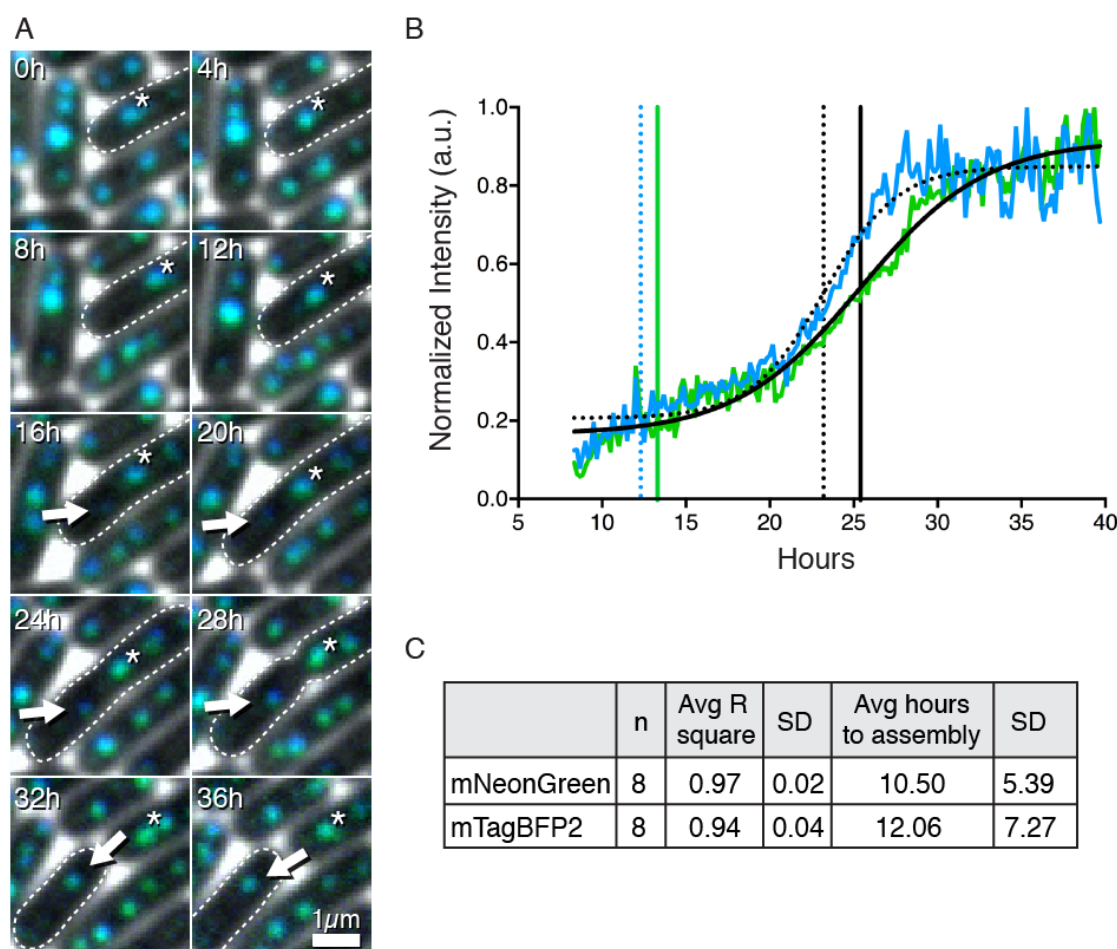 A
0h 4h
8h 12h
16h 20h
24h 28h
32h 36h
* * * * * * * * * *
1µm
B
Normalized Intensity (a.u.)
1.0
0.8
0.6
0.4
0.2
0.0
5 10 15 20 25 30 35 40
Hours
C
n Avg R square SD Avg hours to assembly SD
mNeonGreen 8 0.97 0.02 10.50 5.39
mTagBFP2 8 0.94 0.04 12.06 7.27